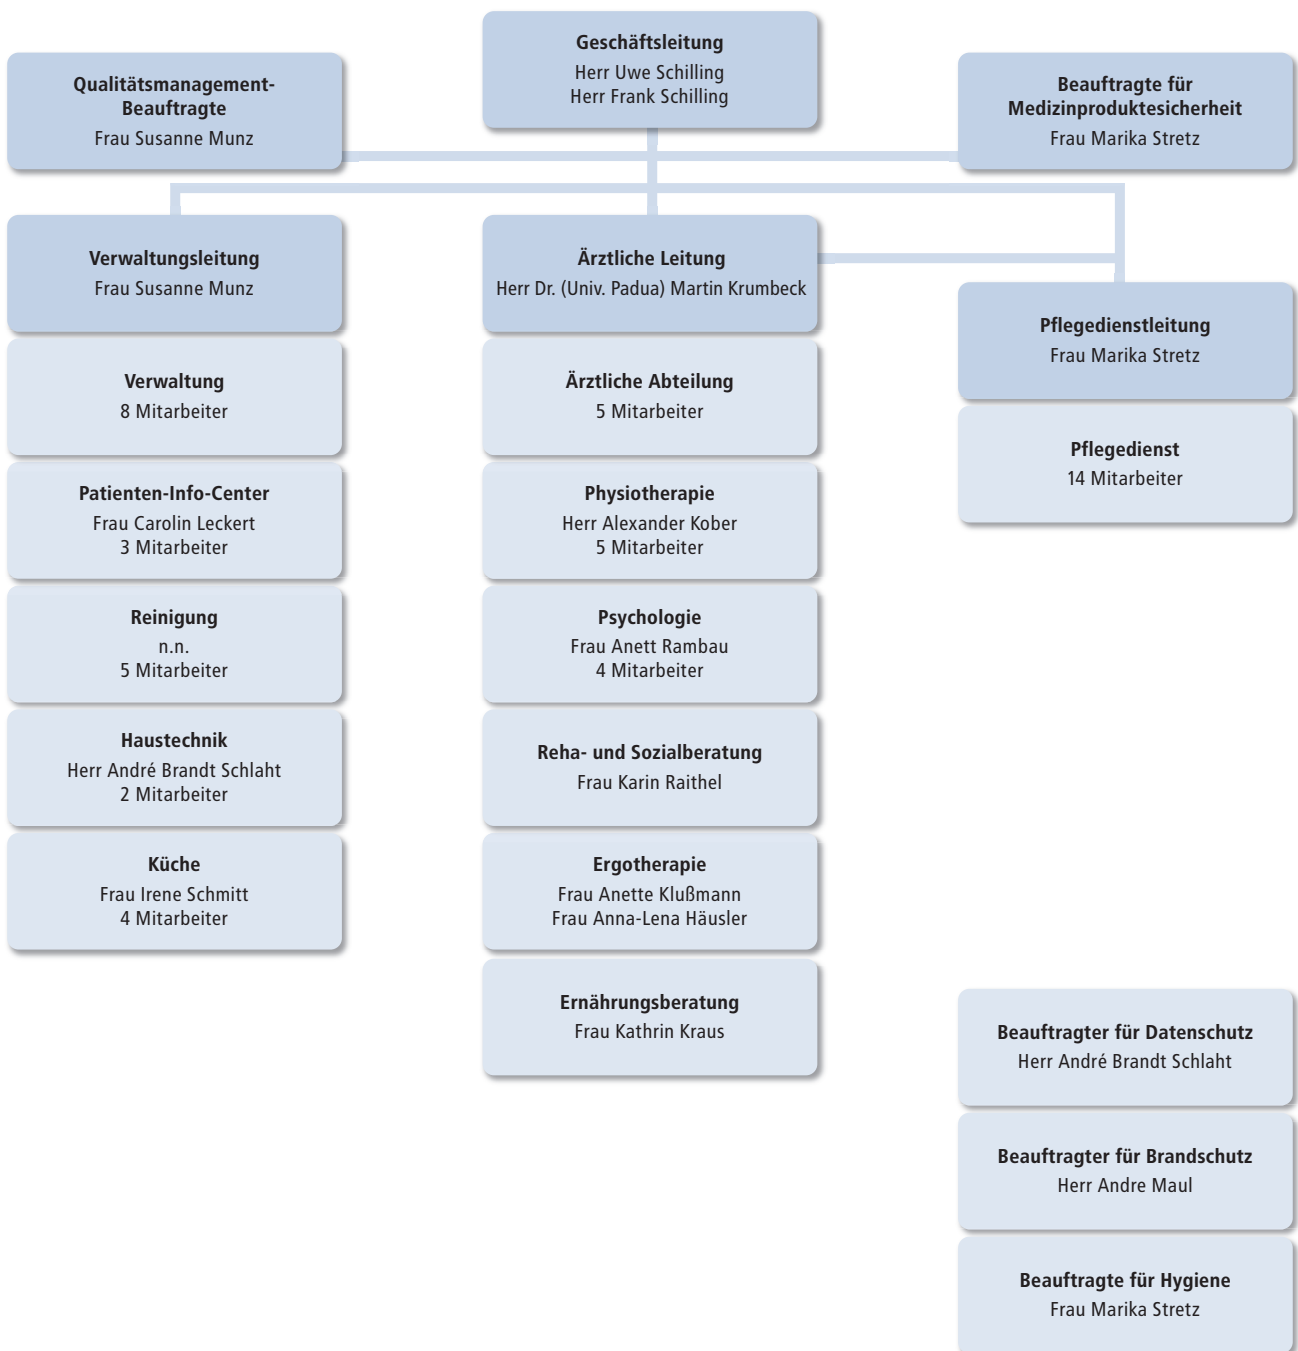 Geschäftsleitung
Herr Uwe Schilling
Herr Frank Schilling
Qualitätsmanagement-
Beauftragte
Frau Susanne Munz
Beauftragte für
Medizinproduktesicherheit
Frau Marika Stretz
Verwaltungsleitung
Frau Susanne Munz
Verwaltung
8 Mitarbeiter
Patienten-Info-Center
Frau Carolin Leckert
3 Mitarbeiter
Reinigung
n.n.
5 Mitarbeiter
Haustechnik
Herr André Brandt Schlaht
2 Mitarbeiter
Küche
Frau Irene Schmitt
4 Mitarbeiter
Ärztliche Leitung
Herr Dr. (Univ. Padua) Martin Krumbeck
Ärztliche Abteilung
5 Mitarbeiter
Physiotherapie
Herr Alexander Kober
5 Mitarbeiter
Psychologie
Frau Anett Rambau
4 Mitarbeiter
Reha- und Sozialberatung
Frau Karin Raithel
Ergotherapie
Frau Anette Klußmann
Frau Anna-Lena Häusler
Ernährungsberatung
Frau Kathrin Kraus
Pflegedienstleitung
Frau Marika Stretz
Pflegedienst
14 Mitarbeiter
Beauftragter für Datenschutz
Herr André Brandt Schlaht
Beauftragter für Brandschutz
Herr Andre Maul
Beauftragte für Hygiene
Frau Marika Stretz